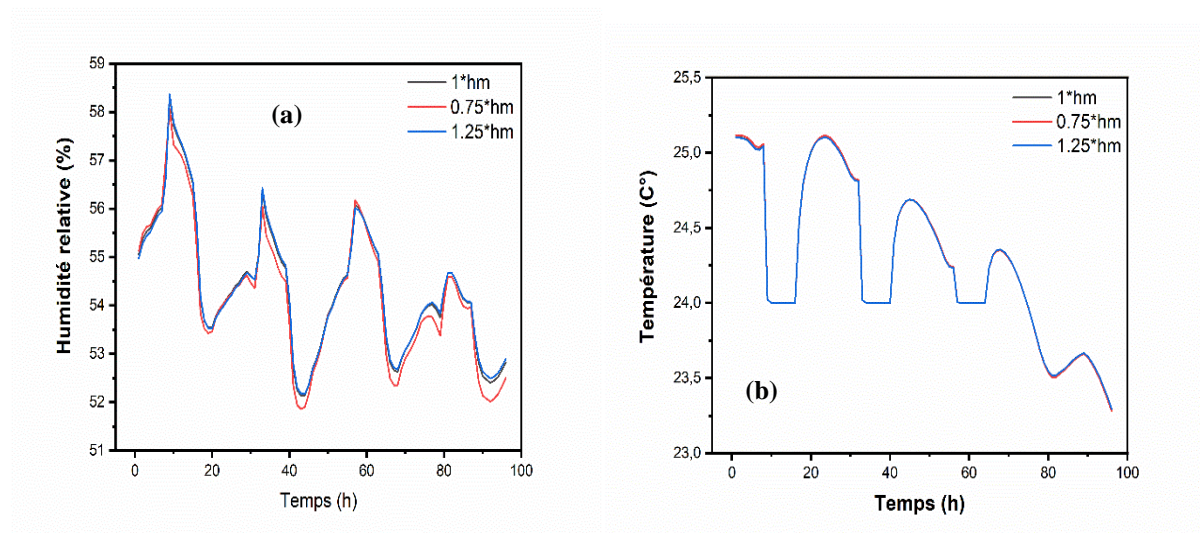 59
58
57
56
55
54
53
52
51
Humidité relative (%)
(a)
1*hm
0.75*hm
1.25*hm
0
20
40
60
80
100
Temps (h)
25,5
25,0
24,5
24,0
23,5
23,0
Température (C°)
1*hm
0.75*hm
1.25*hm
(b)
0
20
40
60
80
100
Temps (h)